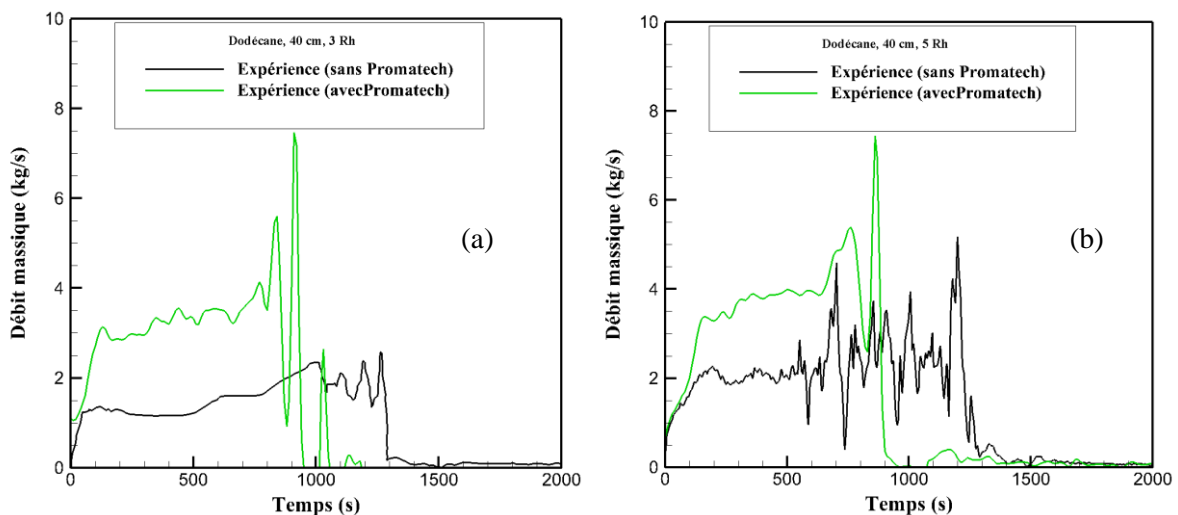 Dodécane, 40 cm, 3 Rh
Expérience (sans Promatech)
Expérience (avecPromatech)
(a)
Débit massique (kg/s)
10
8
6
4
2
0
0
500
1000
1500
2000
Temps (s)
Dodécane, 40 cm, 5 Rh
Expérience (sans Promatech)
Expérience (avecPromatech)
(b)
Débit massique (kg/s)
10
8
6
4
2
0
0
500
1000
1500
2000
Temps (s)